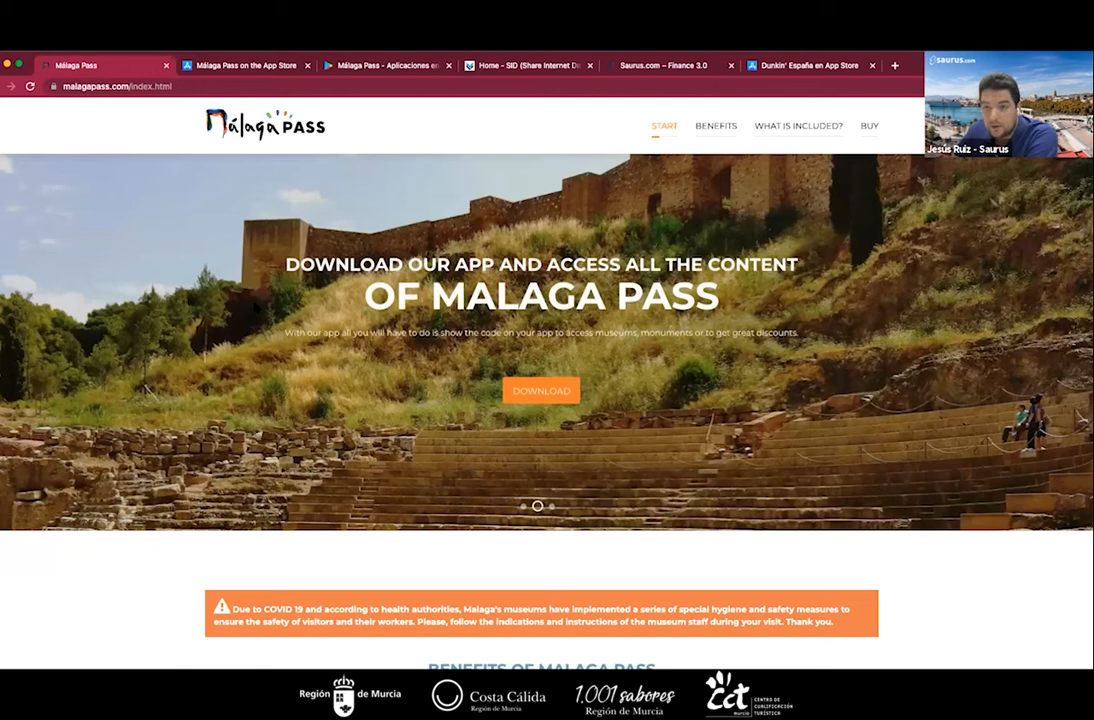 Málaga Pass
Málaga Pass on the App Store
Málaga Pass - Aplicaciones en
Home - SID (Share Internet D
Saurus.com – Finance 3.0
Dunkin' España en App Store
malagapass.com/index.html
saurus.com
Jesús Ruiz - Saurus
Málaga PASS
START
BENEFITS
WHAT IS INCLUDED?
BUY
DOWNLOAD OUR APP AND ACCESS ALL THE CONTENT
OF MALAGA PASS
With our app all you will have to do is show the code on your app to access museums, monuments or to get great discounts.
DOWNLOAD
Due to COVID 19 and according to health authorities, Malaga's museums have implemented a series of special hygiene and safety measures to
ensure the safety of visitors and their workers. Please, follow the indications and instructions of the museum staff during your visit. Thank you.
BENEFITS OF MALAGA PASS
Región de Murcia
Costa Cálida
Región de Murcia
1.001 sabores
Región de Murcia
cct
murcia
CENTRO DE
CUALIFICACIÓN
TURÍSTICA